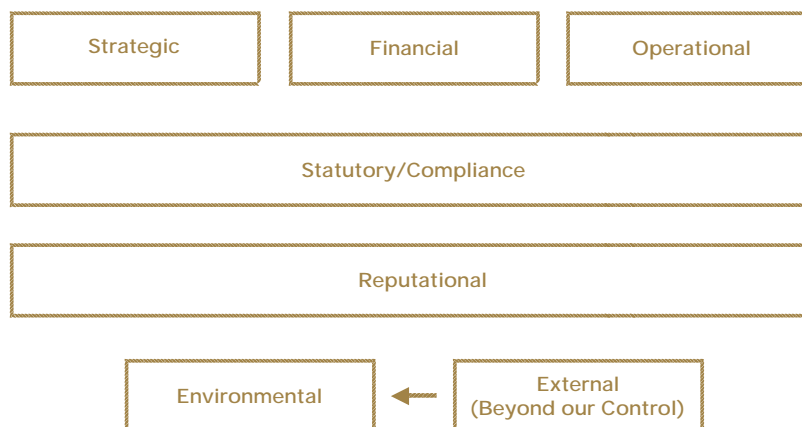 Strategic
Financial
Operational
Statutory/Compliance
Reputational
Environmental
External
(Beyond our Control)